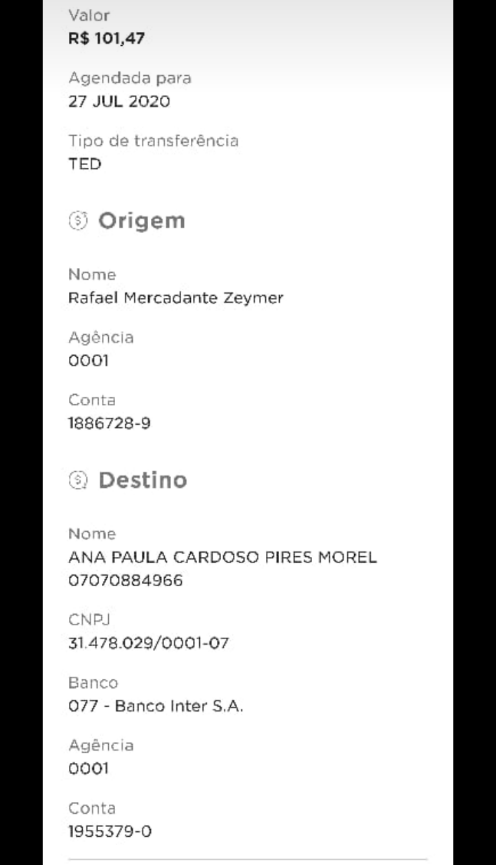 Valor
R$ 101,47
Agendada para
27 JUL 2020
Tipo de transferência
TED
Origem
Nome
Rafael Mercadante Zeymer
Agência
0001
Conta
1886728-9
Destino
Nome
ANA PAULA CARDOSO PIRES MOREL
07070884966
CNPJ
31.478.029/0001-07
Banco
077 - Banco Inter S.A.
Agência
0001
Conta
1955379-0